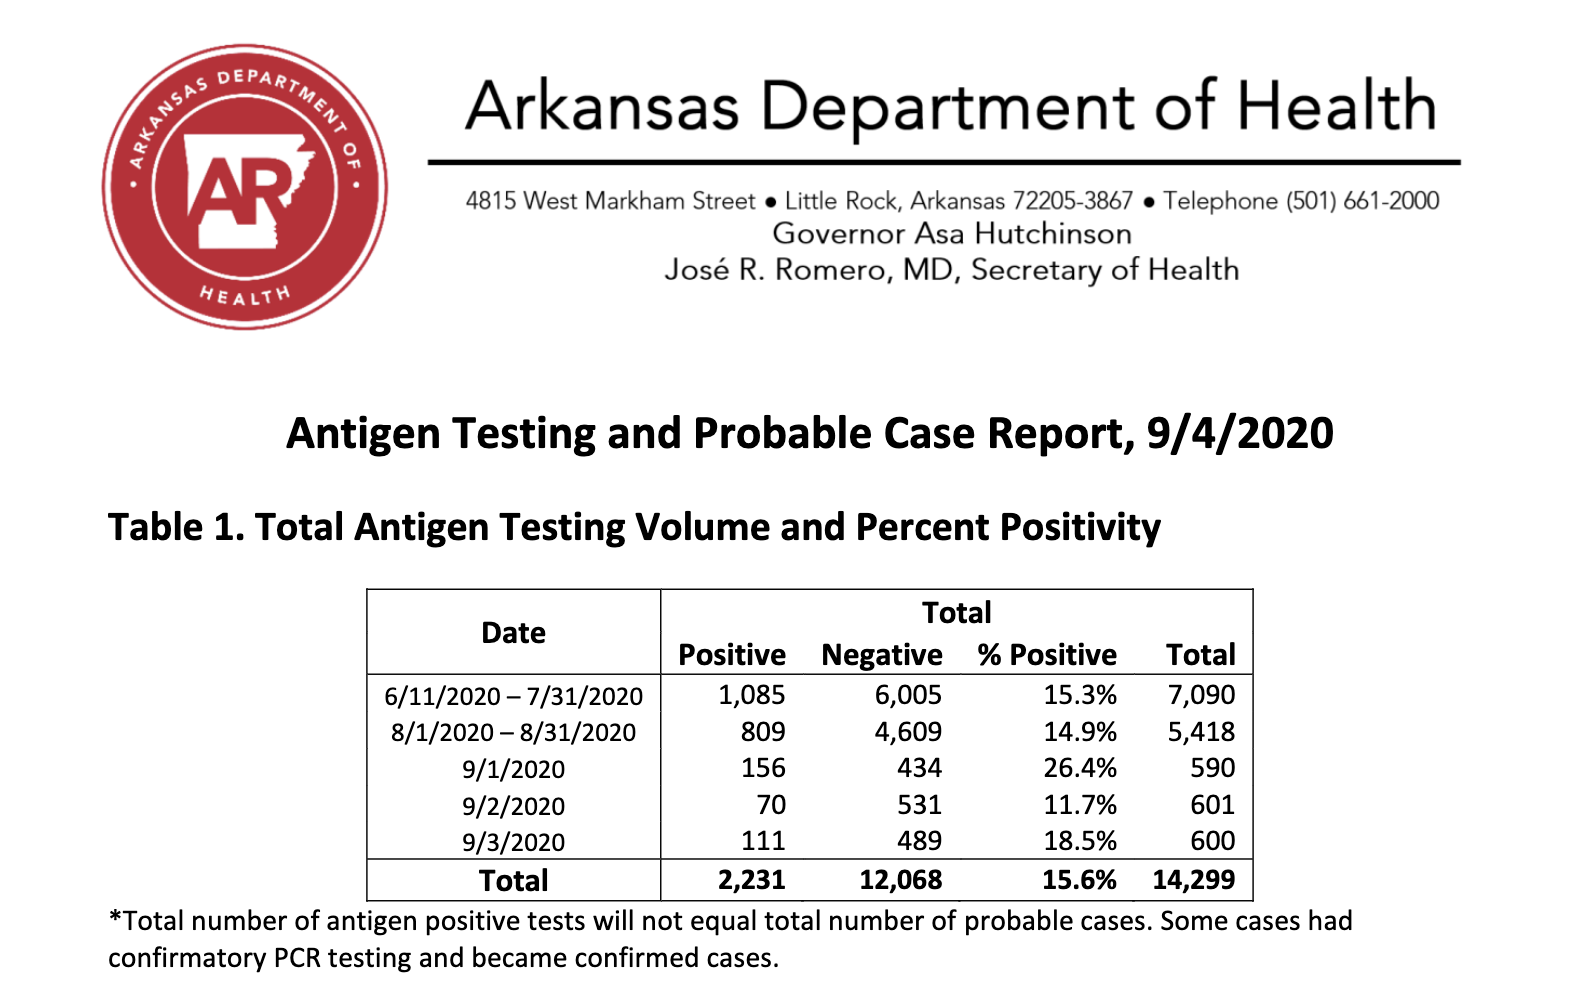 ARKANSAS DEPARTMENT OF
AR
HEALTH
Arkansas Department of Health
4815 West Markham Street ● Little Rock, Arkansas 72205-3867 ● Telephone (501) 661-2000
Governor Asa Hutchinson
José R. Romero, MD, Secretary of Health
Antigen Testing and Probable Case Report, 9/4/2020
Table 1. Total Antigen Testing Volume and Percent Positivity
Date Total
Positive Negative % Positive Total
6/11/2020 – 7/31/2020 1,085 6,005 15.3% 7,090
8/1/2020 – 8/31/2020 809 4,609 14.9% 5,418
9/1/2020 156 434 26.4% 590
9/2/2020 70 531 11.7% 601
9/3/2020 111 489 18.5% 600
Total 2,231 12,068 15.6% 14,299
*Total number of antigen positive tests will not equal total number of probable cases. Some cases had
confirmatory PCR testing and became confirmed cases.